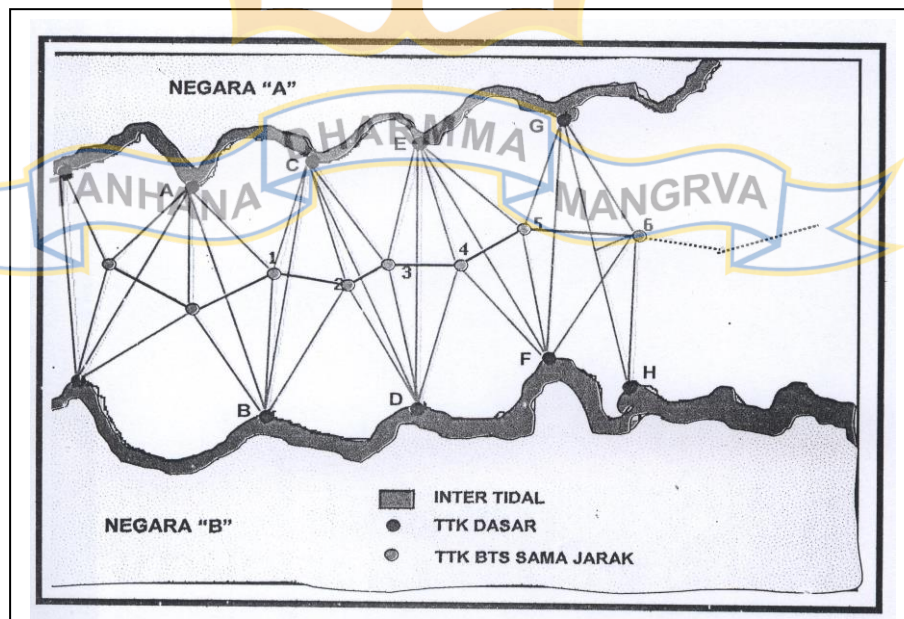 NEGARA "A"
DHARMMA
TANHANA
MANGRVA
G
E
C
A
5
6
1
4
3
2
F
H
B
D
INTER TIDAL
NEGARA "B"
TTK DASAR
TTK BTS SAMA JARAK